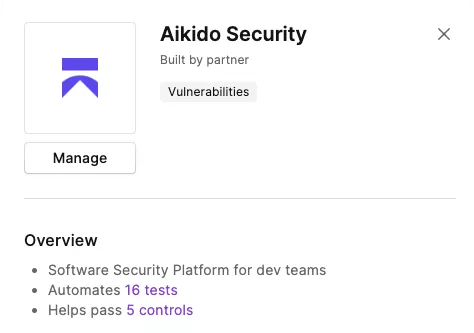 Aikido Security
Built by partner
Vulnerabilities
Manage
Overview
• Software Security Platform for dev teams
• Automates 16 tests
• Helps pass 5 controls